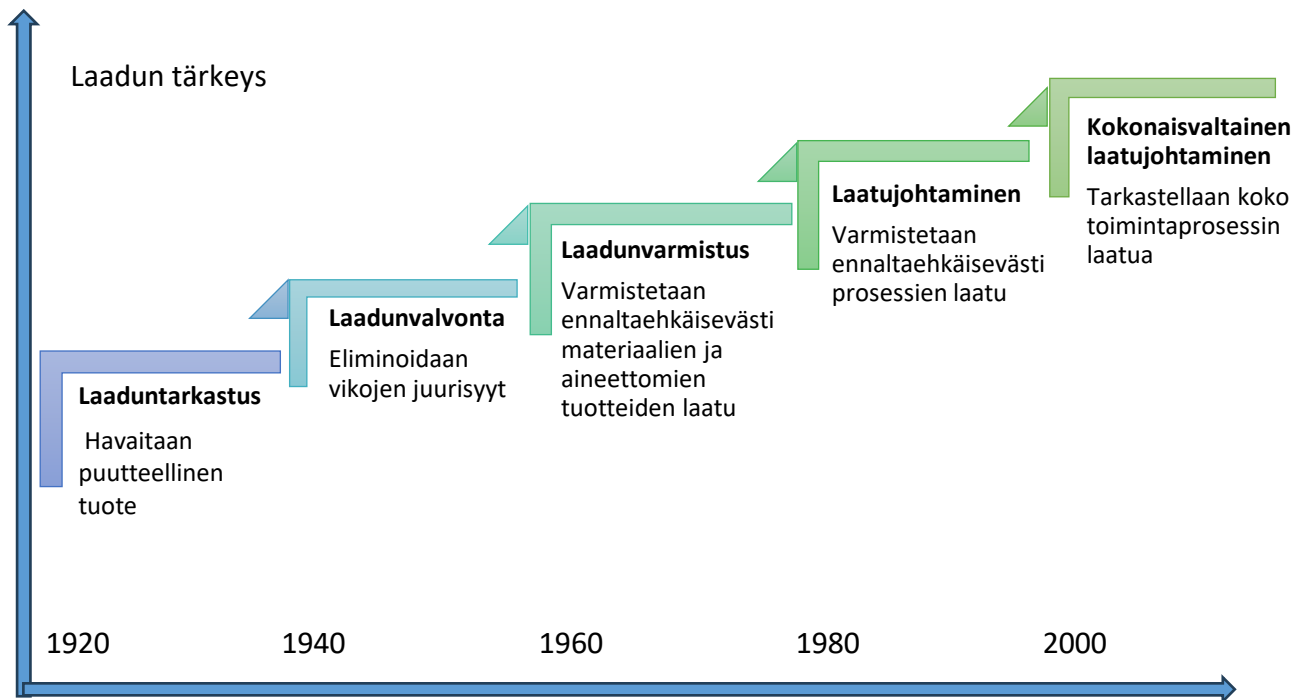 Laadun tärkeys
Laaduntarkastus
Havaitaan
puutteellinen
tuote
Laadunvalvonta
Eliminoidaan
vikojen juurisyyt
Laadunvarmistus
Varmistetaan
ennaltaehkäisevästi
materiaalien ja
aineettomien
tuotteiden laatu
Laatujohtaminen
Varmistetaan
ennaltaehkäisevästi
prosessien laatu
Kokonaisvaltainen
laatujohtaminen
Tarkastellaan koko
toimintaprosessin
laatua
1920 1940 1960 1980 2000